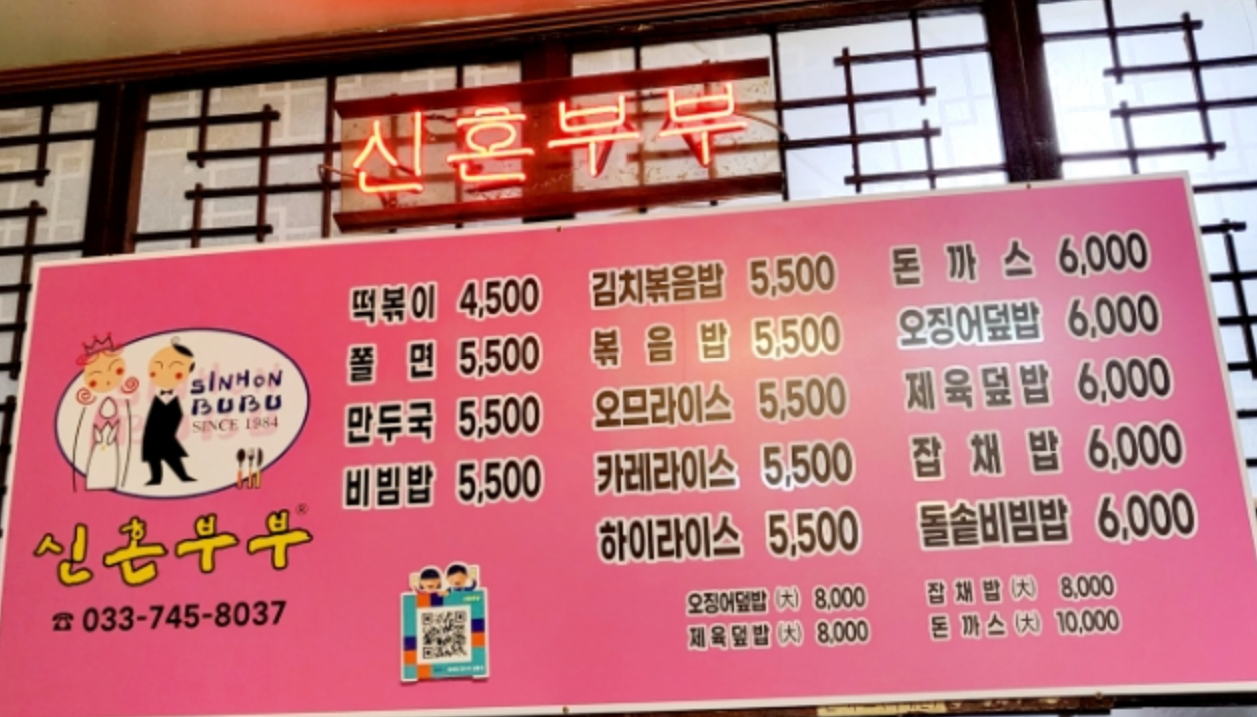 신혼부부
SINHON
BUBU
SINCE 1984
신혼부부®
☎ 033-745-8037
떡볶이 4,500
쫄면 5,500
만두국 5,500
비빔밥 5,500
김치볶음밥 5,500
볶음밥 5,500
오므라이스 5,500
카레라이스 5,500
하이라이스 5,500
돈까스 6,000
오징어덮밥 6,000
제육덮밥 6,000
잡채밥 6,000
돌솥비빔밥 6,000
오징어덮밥(大) 8,000
제육덮밥(大) 8,000
잡채밥(大) 8,000
돈까스(大) 10,000